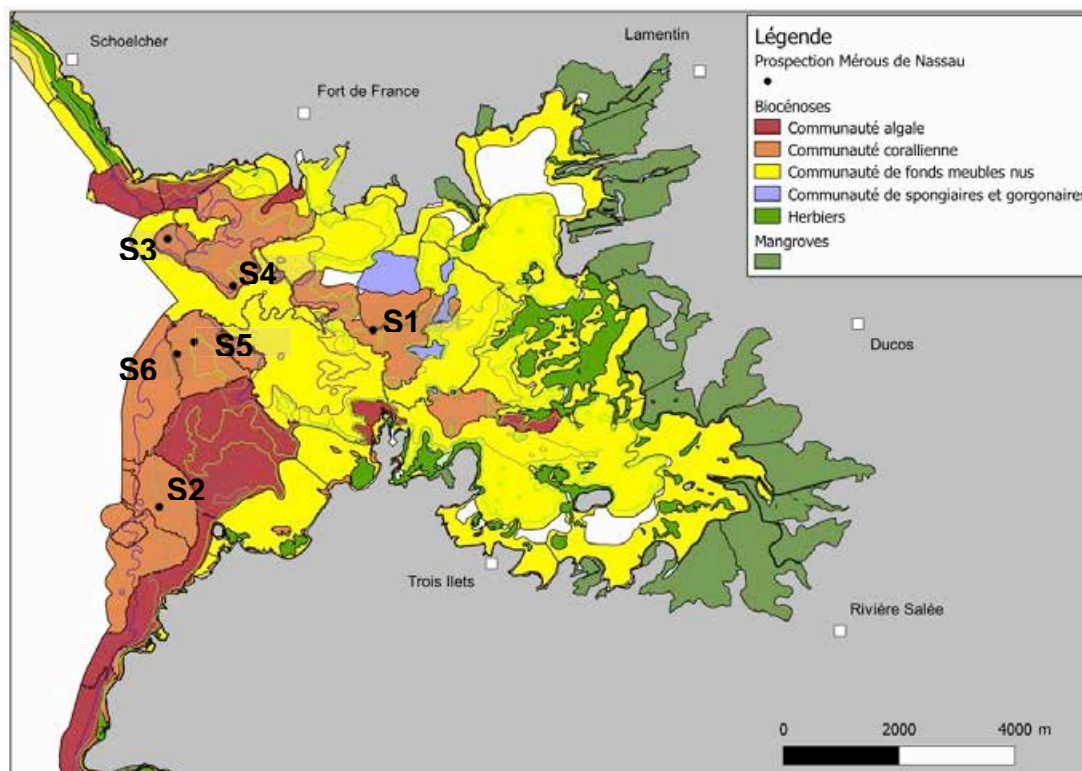 Schoelcher
Lamentin
Fort de France
Légende
Prospection Mérous de Nassau
Biocénoses
Communauté algale
Communauté corallienne
Communauté de fonds meubles nus
Communauté de spongiaires et gorgonaires
Herbiers
Mangroves
S3
S4
S1
S5
S6
Ducos
S2
Trois Ilets
Rivière Salée
0 2000 4000 m